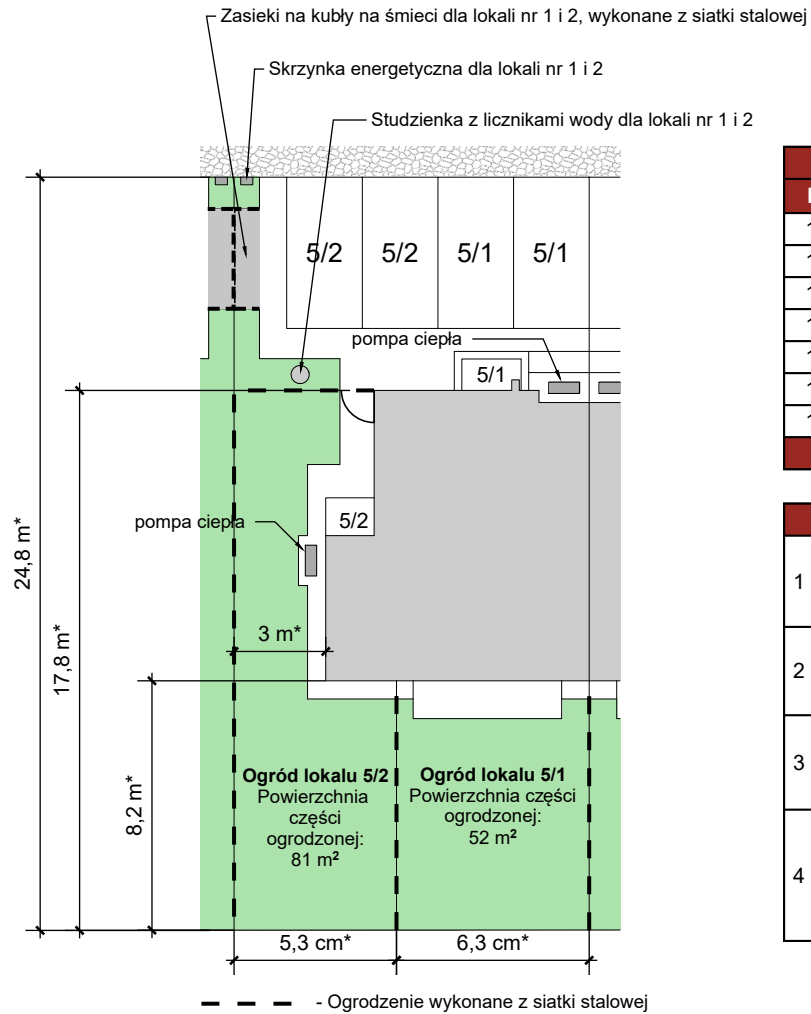 Zasieki na kubły na śmieci dla lokali nr 1 i 2, wykonane z siatki stalowej
Skrzynka energetyczna dla lokali nr 1 i 2
Studzienka z licznikami wody dla lokali nr 1 i 2
5/2
5/2
5/1
5/1
pompa ciepła
5/1
5/2
pompa ciepła
24,8 m*
17,8 m*
3 m*
8,2 m*
Ogród lokalu 5/2
Powierzchnia
części
ogrodzonej:
81 m²
Ogród lokalu 5/1
Powierzchnia części
ogrodzonej:
52 m²
5,3 cm*
6,3 cm*
- Ogrodzenie wykonane z siatki stalowej
1
2
3
4